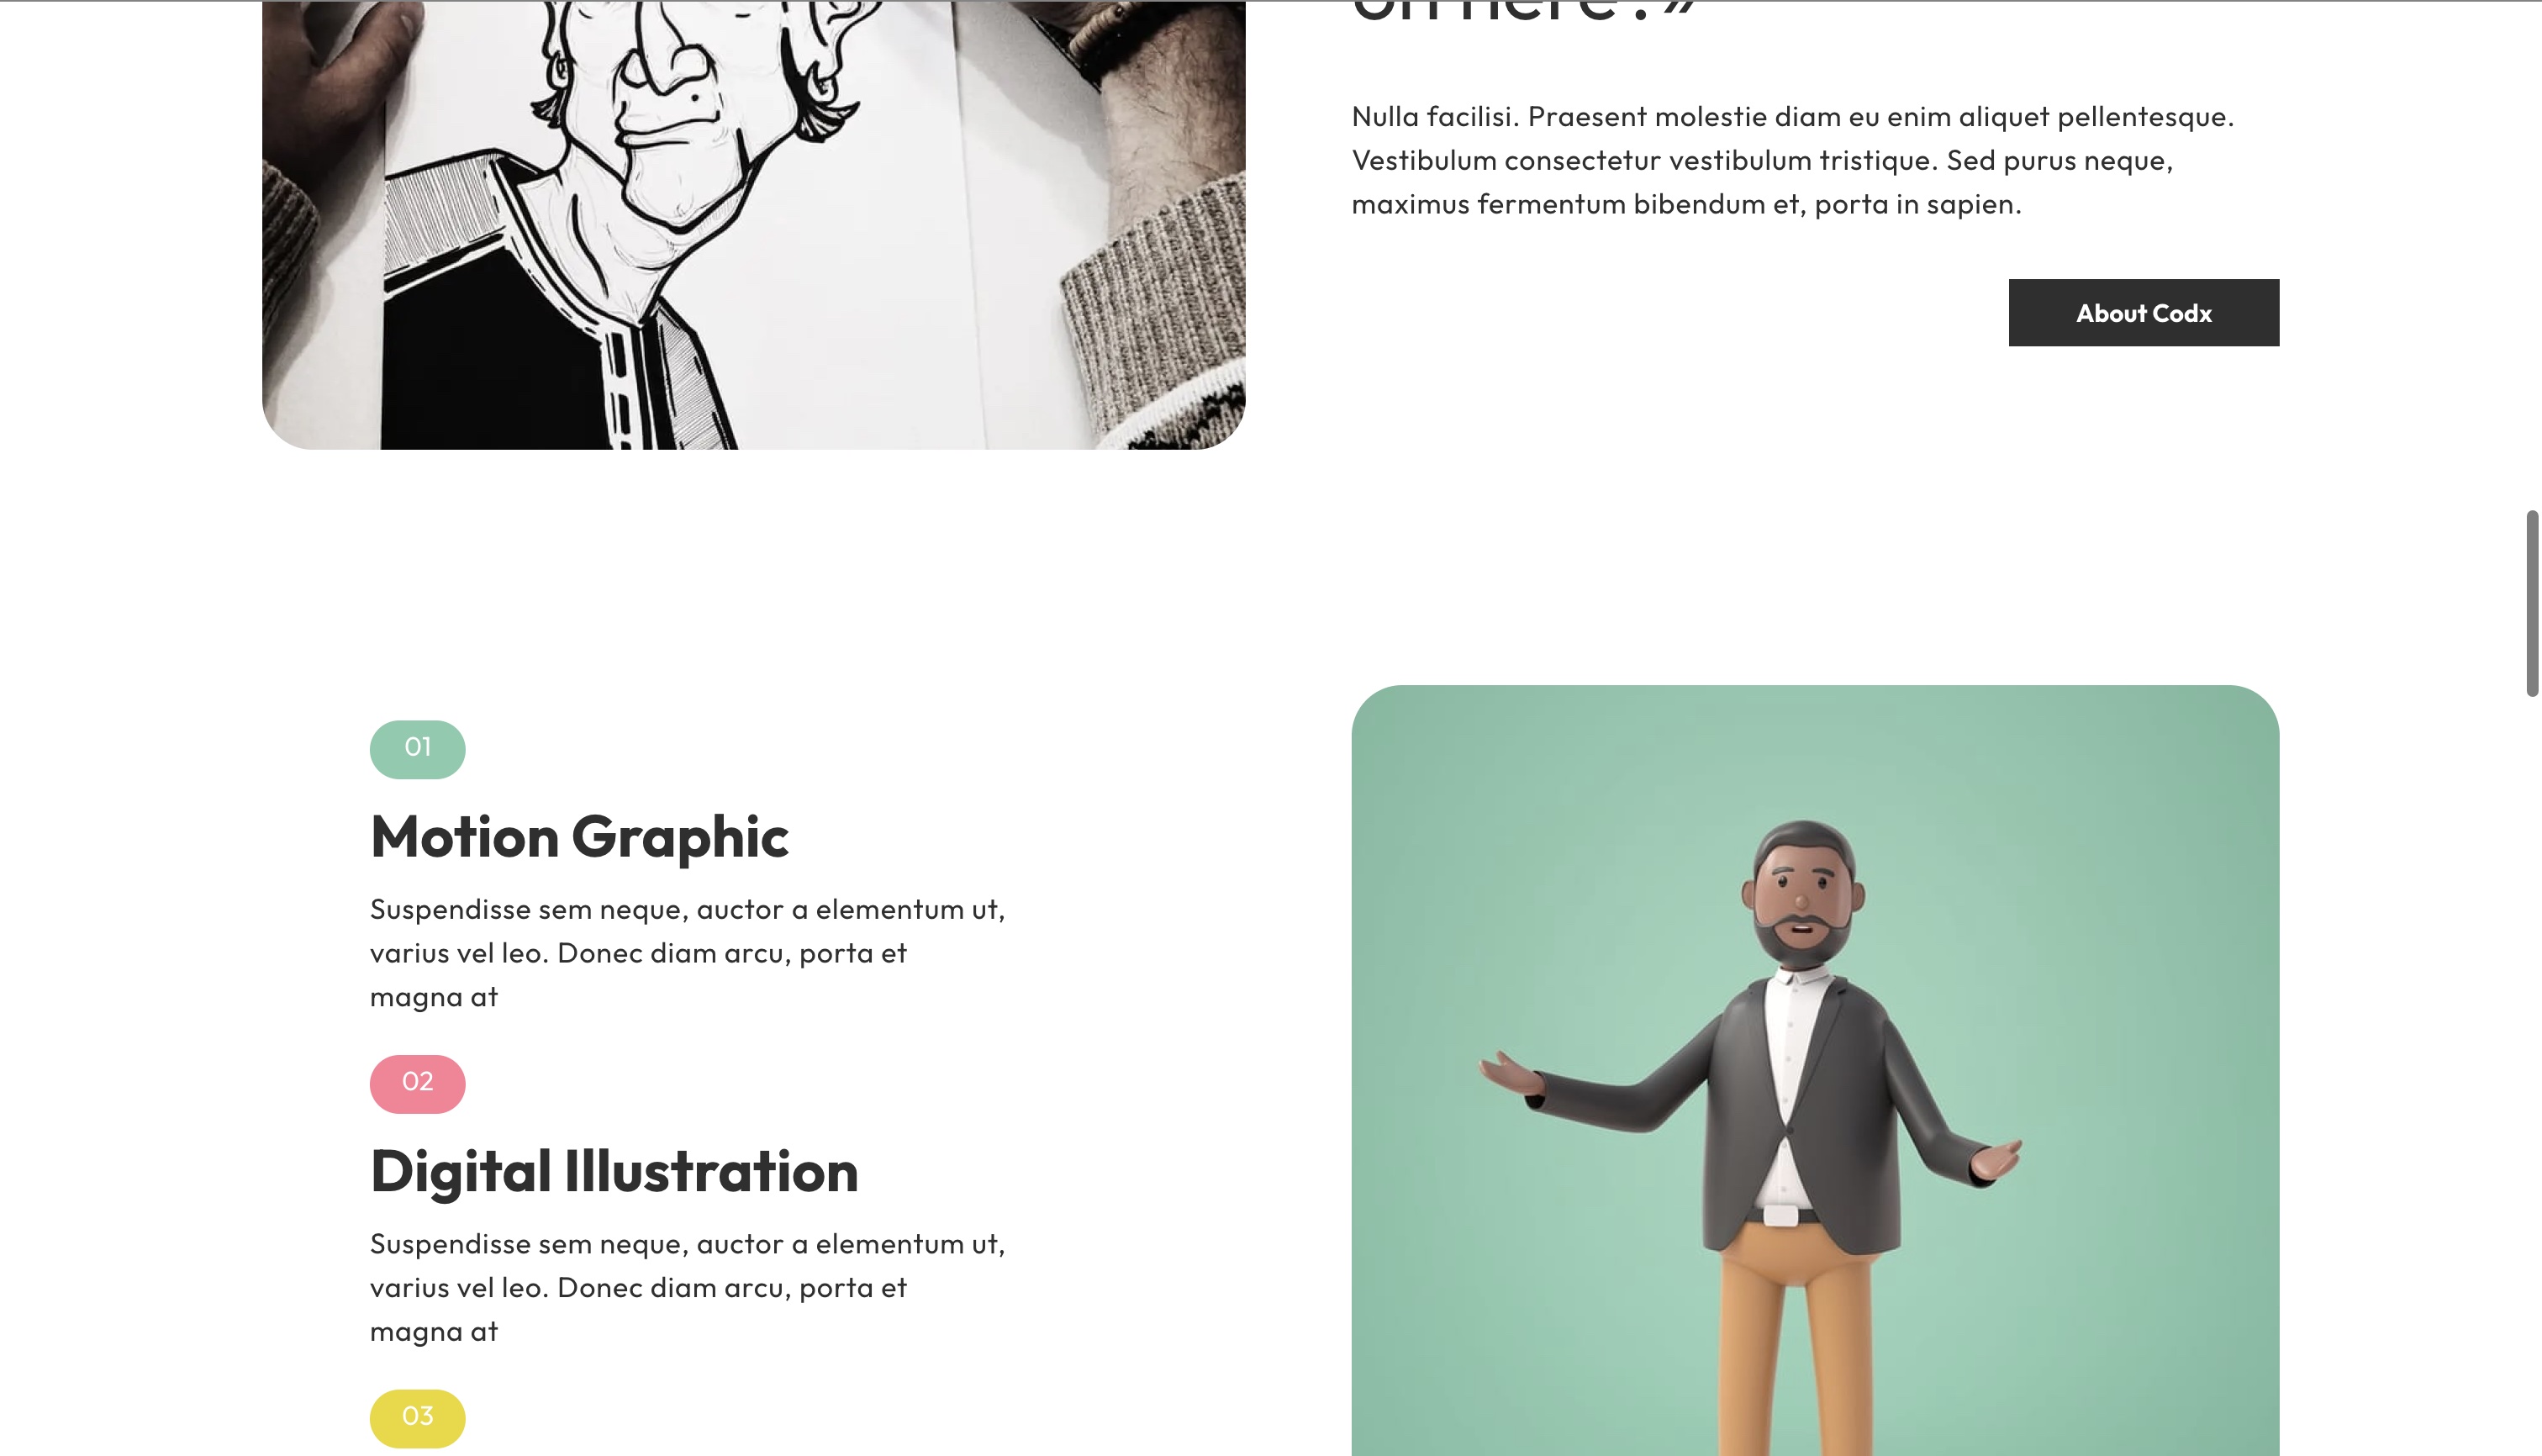 Nulla facilisi. Praesent molestie diam eu enim aliquet pellentesque.
Vestibulum consectetur vestibulum tristique. Sed purus neque,
maximus fermentum bibendum et, porta in sapien.
About Codx
01
Motion Graphic
Suspendisse sem neque, auctor a elementum ut,
varius vel leo. Donec diam arcu, porta et
magna at
02
Digital Illustration
Suspendisse sem neque, auctor a elementum ut,
varius vel leo. Donec diam arcu, porta et
magna at
03